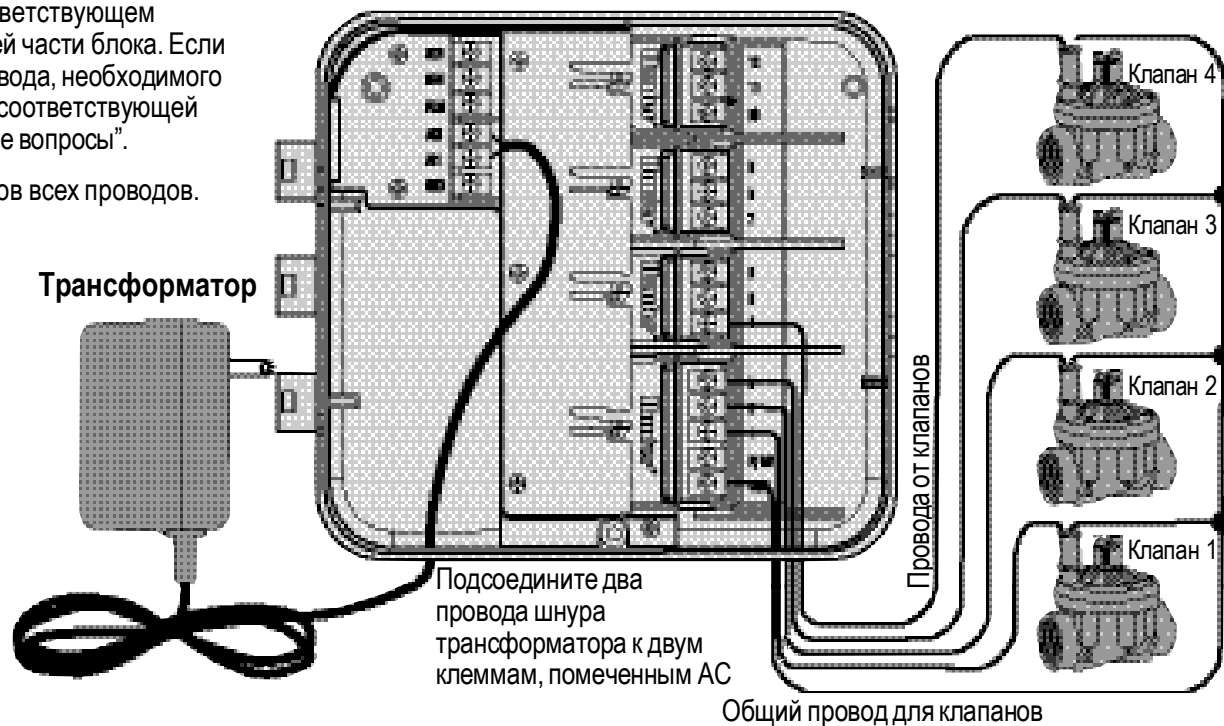 ветствующем
ей части блока. Если
вода, необходимого
соответствующей
е вопросы”.
ов всех проводов.
Трансформатор
Клапан 4
Клапан 3
Клапан 2
Клапан 1
Провода от клапанов
Подсоедините два
провода шнура
трансформатора к двум
клеммам, помеченным AC
Общий провод для клапанов